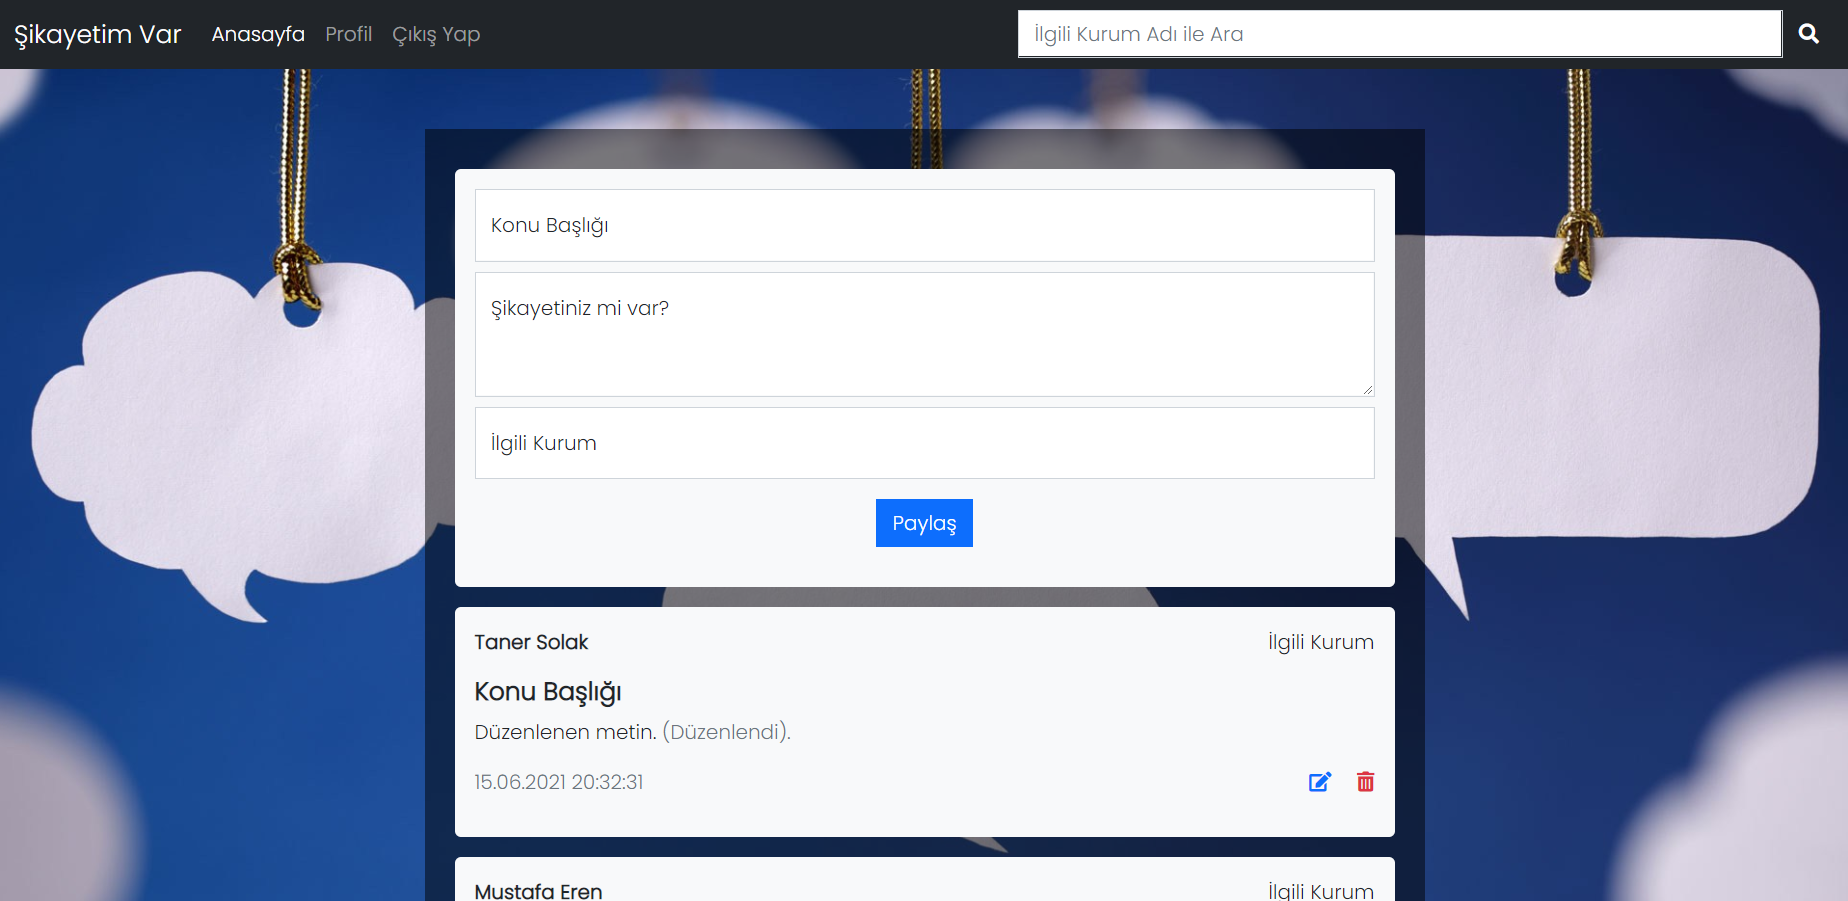 Şikayetim Var Anasayfa Profil Çıkış Yap İlgili Kurum Adı ile Ara
Konu Başlığı
Şikayetiniz mi var?
İlgili Kurum
Paylaş
Taner Solak İlgili Kurum
Konu Başlığı
Düzenlenen metin. (Düzenlendi).
15.06.2021 20:32:31
Mustafa Eren İlgili Kurum